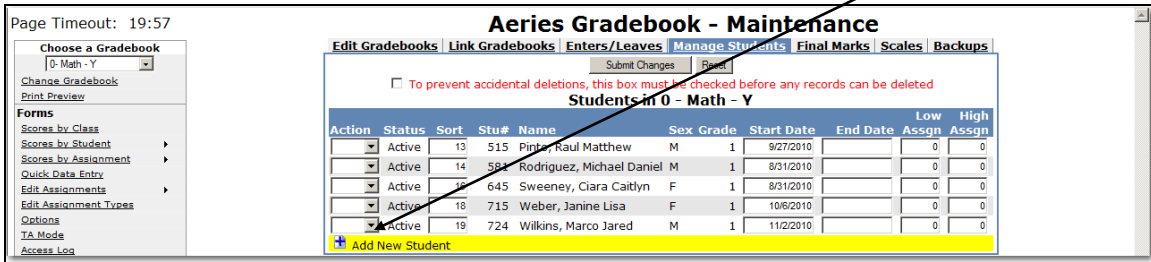 Page Timeout: 19:57
Aeries Gradebook - Maintenance
Choose a Gradebook
0- Math - Y
Change Gradebook
Print Preview
Forms
Scores by Class
Scores by Student
Scores by Assignment
Quick Data Entry
Edit Assignments
Edit Assignment Types
Options
TA Mode
Access Log
Edit Gradebooks Link Gradebooks Enters/Leaves Manage Students Final Marks Scales Backups
Submit Changes Reset
To prevent accidental deletions, this box must be checked before any records can be deleted
Students in 0 - Math - Y
Action Status Sort Stu# Name Sex Grade Start Date End Date Low Assgn High Assgn
Active 13 515 Pinto, Raul Matthew M 1 9/27/2010 0 0
Active 14 581 Rodriguez, Michael Daniel M 1 8/31/2010 0 0
Active 16 645 Sweeney, Ciara Caitlyn F 1 8/31/2010 0 0
Active 18 715 Weber, Janine Lisa F 1 10/6/2010 0 0
Active 19 724 Wilkins, Marco Jared M 1 11/2/2010 0 0
Add New Student